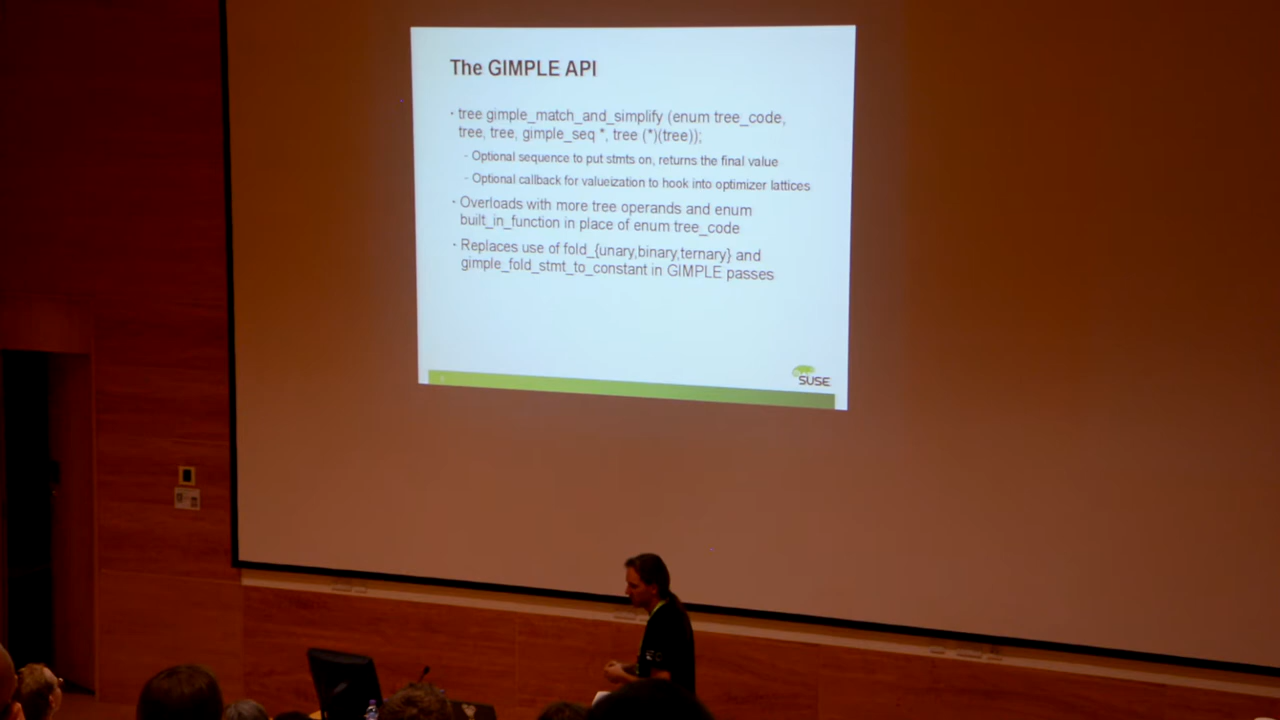 The GIMPLE API
· tree gimple_match_and_simplify (enum tree_code,
tree, tree, gimple_seq *, tree (*)(tree));
- Optional sequence to put stmts on, returns the final value
- Optional callback for valueization to hook into optimizer lattices
· Overloads with more tree operands and enum
built_in_function in place of enum tree_code
· Replaces use of fold_{unary,binary,ternary} and
gimple_fold_stmt_to_constant in GIMPLE passes
SUSE